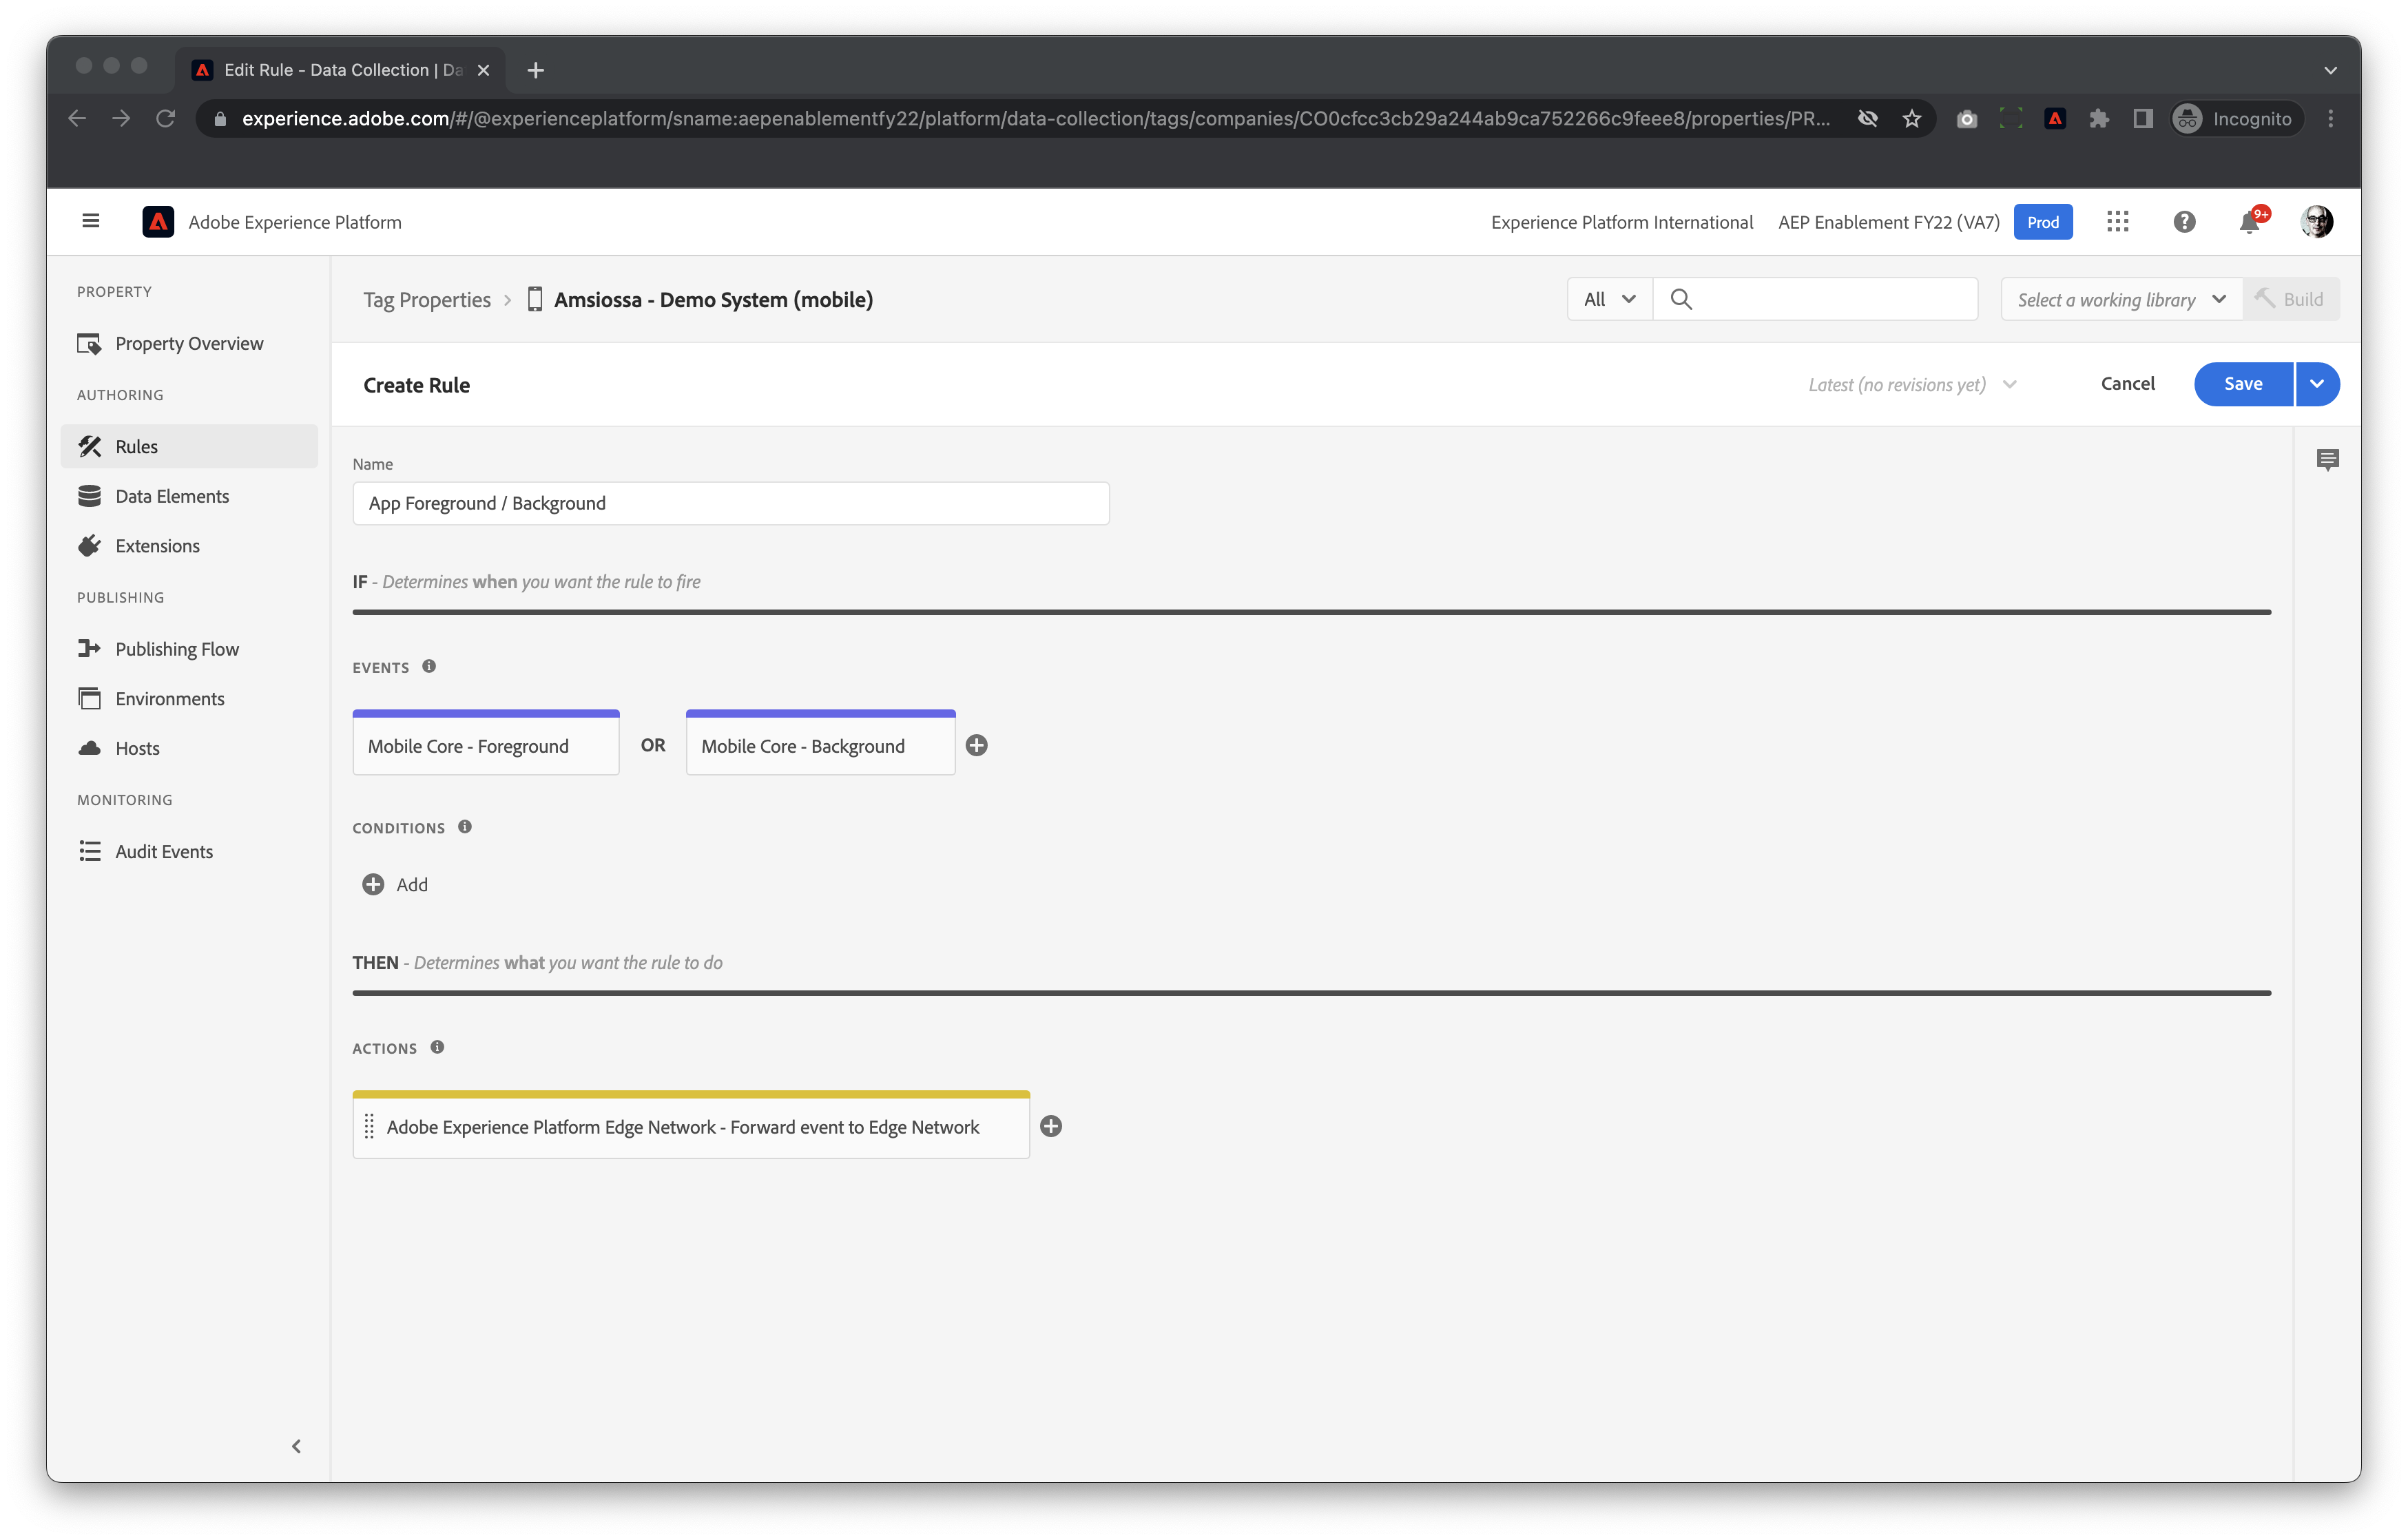 Edit Rule - Data Collection | Da
experience.adobe.com/#/@experienceplatform/sname:aepenablementfy22/platform/data-collection/tags/companies/CO0cfcc3cb29a244ab9ca752266c9feee8/properties/PR...
Incognito
Adobe Experience Platform
Experience Platform International
AEP Enablement FY22 (VA7)
Prod
9+
PROPERTY
Property Overview
AUTHORING
Rules
Data Elements
Extensions
PUBLISHING
Publishing Flow
Environments
Hosts
MONITORING
Audit Events
Tag Properties > Amsiossa - Demo System (mobile)
All
Select a working library
Build
Create Rule
Latest (no revisions yet)
Cancel
Save
Name
App Foreground / Background
IF - Determines when you want the rule to fire
EVENTS
Mobile Core - Foreground
OR
Mobile Core - Background
CONDITIONS
Add
THEN - Determines what you want the rule to do
ACTIONS
Adobe Experience Platform Edge Network - Forward event to Edge Network